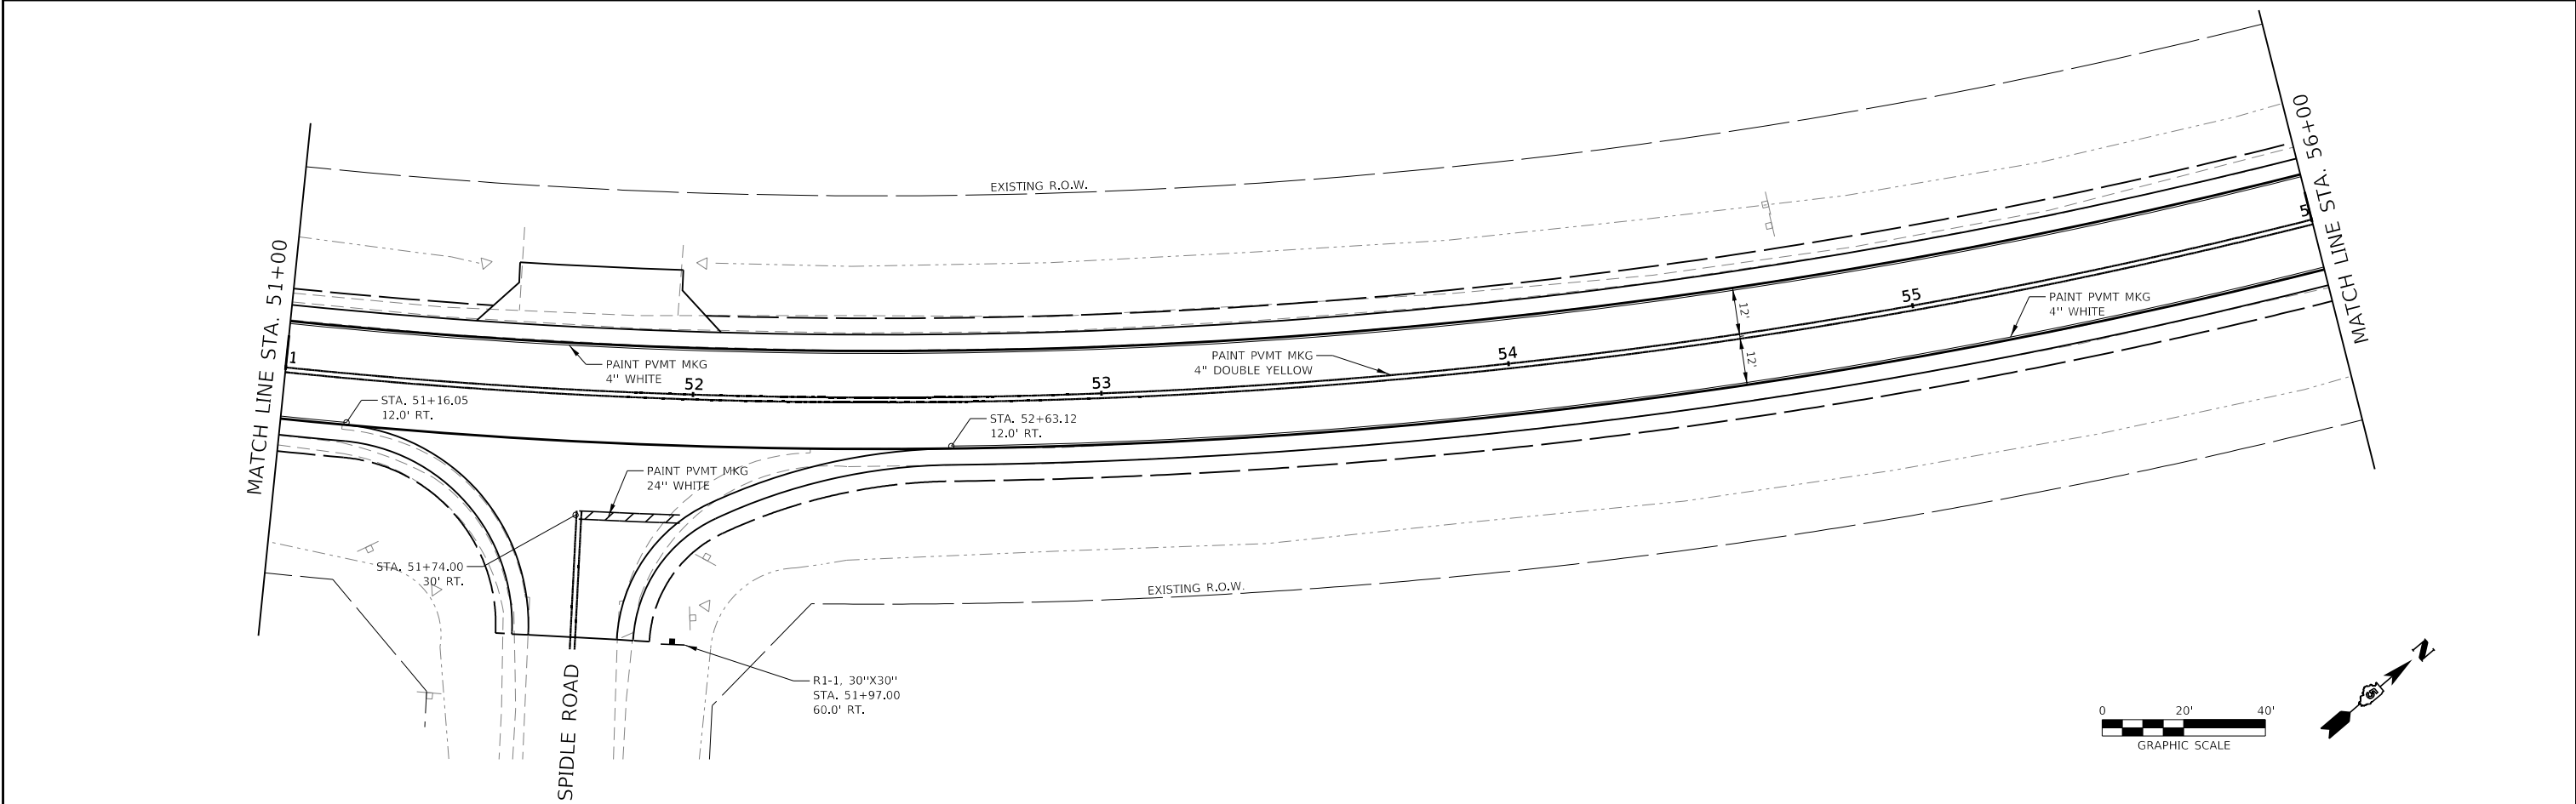 EXISTING R.O.W.
MATCH LINE STA. 51+00
MATCH LINE STA. 56+00
1
52
53
54
55
5
12'
12'
PAINT PVMT MKG
4" WHITE
PAINT PVMT MKG
4" DOUBLE YELLOW
PAINT PVMT MKG
4" WHITE
STA. 51+16.05
12.0' RT.
STA. 52+63.12
12.0' RT.
PAINT PVMT MKG
24" WHITE
STA. 51+74.00
30' RT.
EXISTING R.O.W.
R1-1, 30"X30"
STA. 51+97.00
60.0' RT.
SPIDLE ROAD
0 20' 40'
GRAPHIC SCALE
N
5